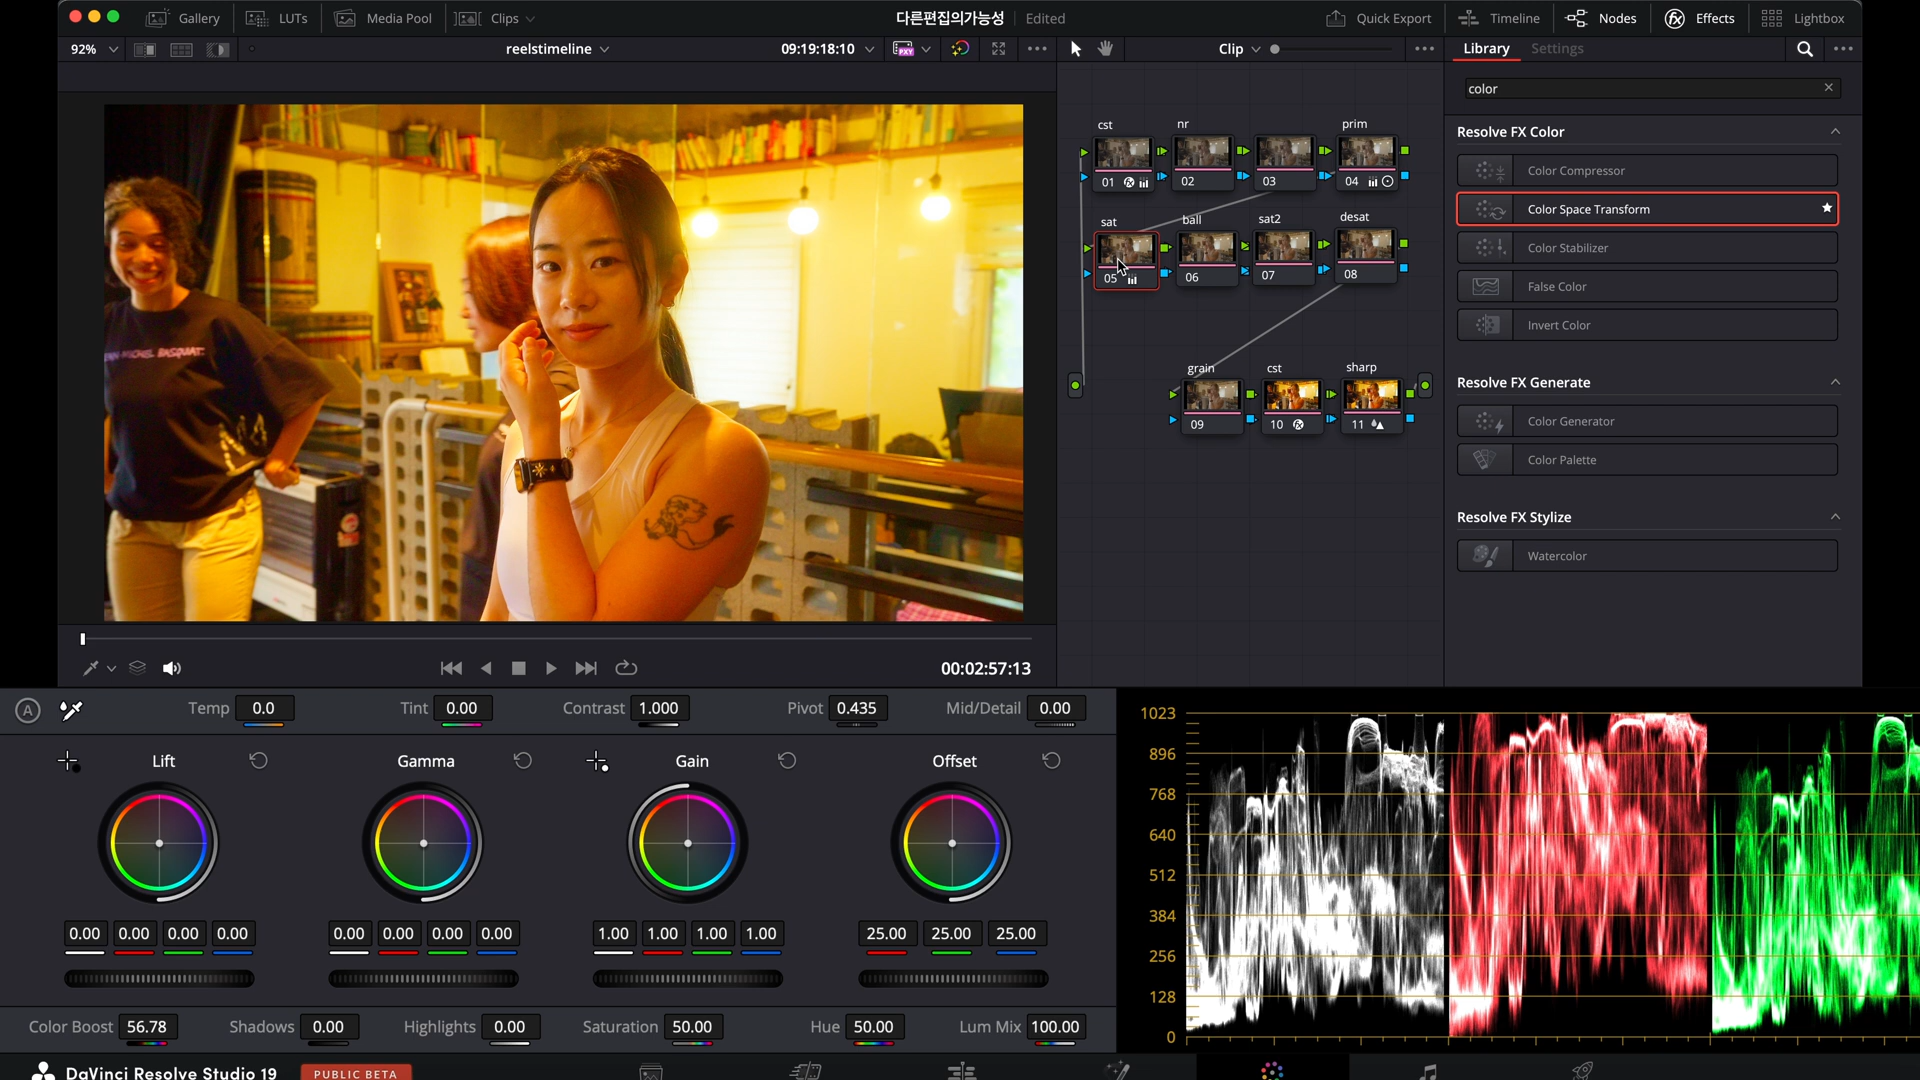 Gallery LUTs Media Pool Clips 다른편집의가능성 Edited Quick Export Timeline Nodes fx Effects Lightbox
92% reelstimeline 09:19:18:10 PXY Clip Library Settings
color
Resolve FX Color
Color Compressor
Color Space Transform
Color Stabilizer
False Color
Invert Color
Resolve FX Generate
Color Generator
Color Palette
Resolve FX Stylize
Watercolor
cst nr prim
01 02 03 04
sat ball sat2 desat
05 06 07 08
grain cst sharp
09 10 11
MICHEL BASQUIAT
00:02:57:13
A Temp 0.0 Tint 0.00 Contrast 1.000 Pivot 0.435 Mid/Detail 0.00
Lift Gamma Gain Offset
0.00 0.00 0.00 0.00 0.00 0.00 0.00 0.00 1.00 1.00 1.00 1.00 25.00 25.00 25.00
Color Boost 56.78 Shadows 0.00 Highlights 0.00 Saturation 50.00 Hue 50.00 Lum Mix 100.00
1023
896
768
640
512
384
256
128
0
DaVinci Resolve Studio 19 PUBLIC BETA